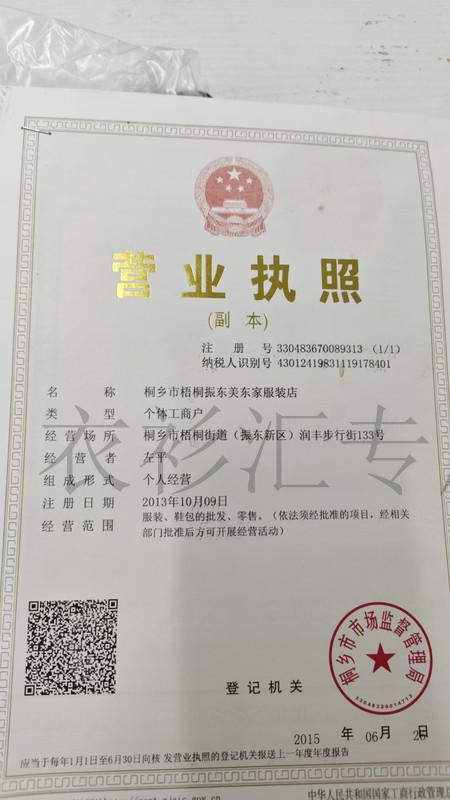 营业执照
(副 本)
注册号 330483670089313 (1/1)
纳税人识别号 43012419831119178401
名称 桐乡市梧桐振东美东家服装店
类型 个体工商户
经营场所 桐乡市梧桐街道（振东新区）润丰步行街133号
经营者 左平
组成形式 个人经营
注册日期 2013年10月09日
经营范围 服装、鞋包的批发、零售。（依法须经批准的项目，经相关
部门批准后方可开展经营活动）
衣衫汇专
桐乡市市场监督管理局
33048320014713
登记机关
2015 年 06月 26日
应当于每年1月1日至6月30日向核 发营业执照的登记机关报送上一年度年度报告
中华人民共和国国家工商行政管理总